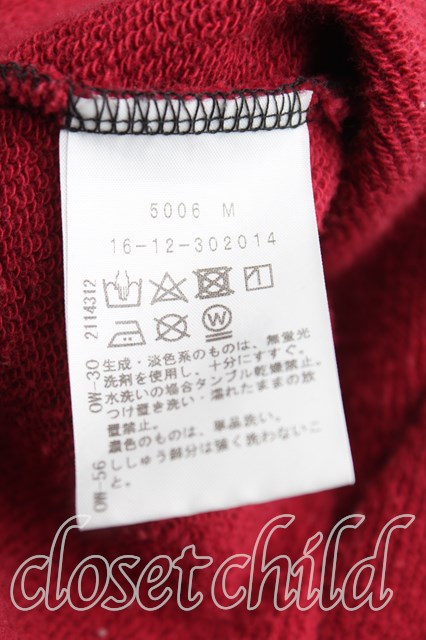 5006 M
16-12-302014
2114312
W
OW-30
生成・淡色系のものは、無蛍光
洗剤を使用し、十分にすすぐ。
水洗いの場合タンブル乾燥禁止。
つけ置き洗い・濡れたままの放
置禁止。
濃色のものは、単品洗い。
OW-56
ししゅう部分は強く洗わないこ
と。
closet child